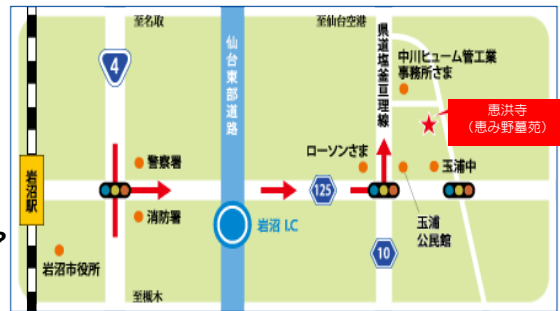 至名取
至仙台空港
4
仙台東部道路
県道塩釜亘理線
中川ヒューム管工業
事務所さま
恵洪寺
(恵み野墓苑)
ローソンさま
警察署
玉浦中
岩沼駅
125
消防署
岩沼 I.C
玉浦
公民館
10
岩沼市役所
至槻木